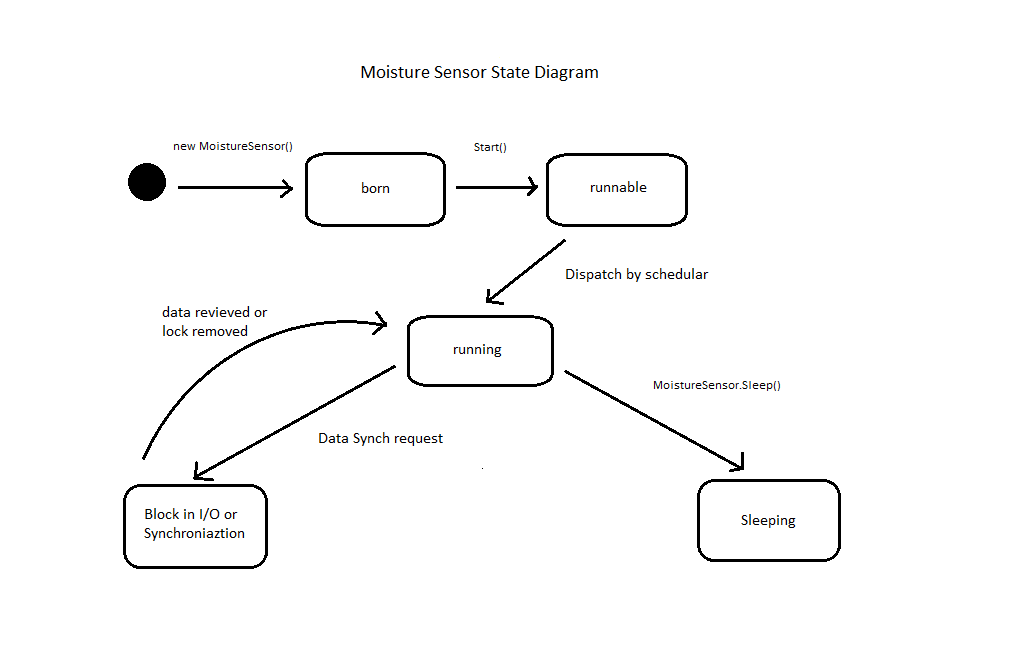 Moisture Sensor State Diagram
new MoistureSensor()
Start()
born
runnable
Dispatch by schedular
data revieved or
lock removed
running
MoistureSensor.Sleep()
Data Synch request
Block in I/O or
Synchroniaztion
Sleeping